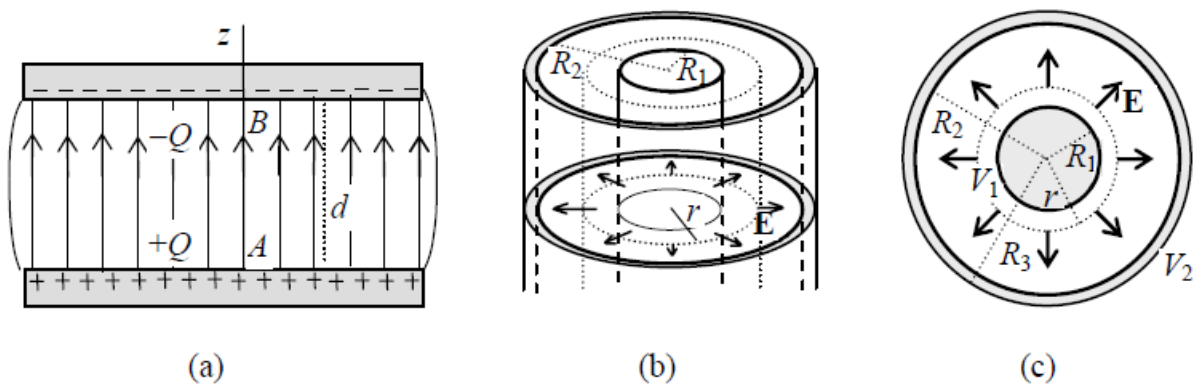 z
B
−Q
d
+Q
A
− − − − − − − − − − − − − −
+ + + + + + + + + + + + + + +
(a)
R2
R1
r
E
(b)
E
R2
R1
V1
r
R3
V2
(c)